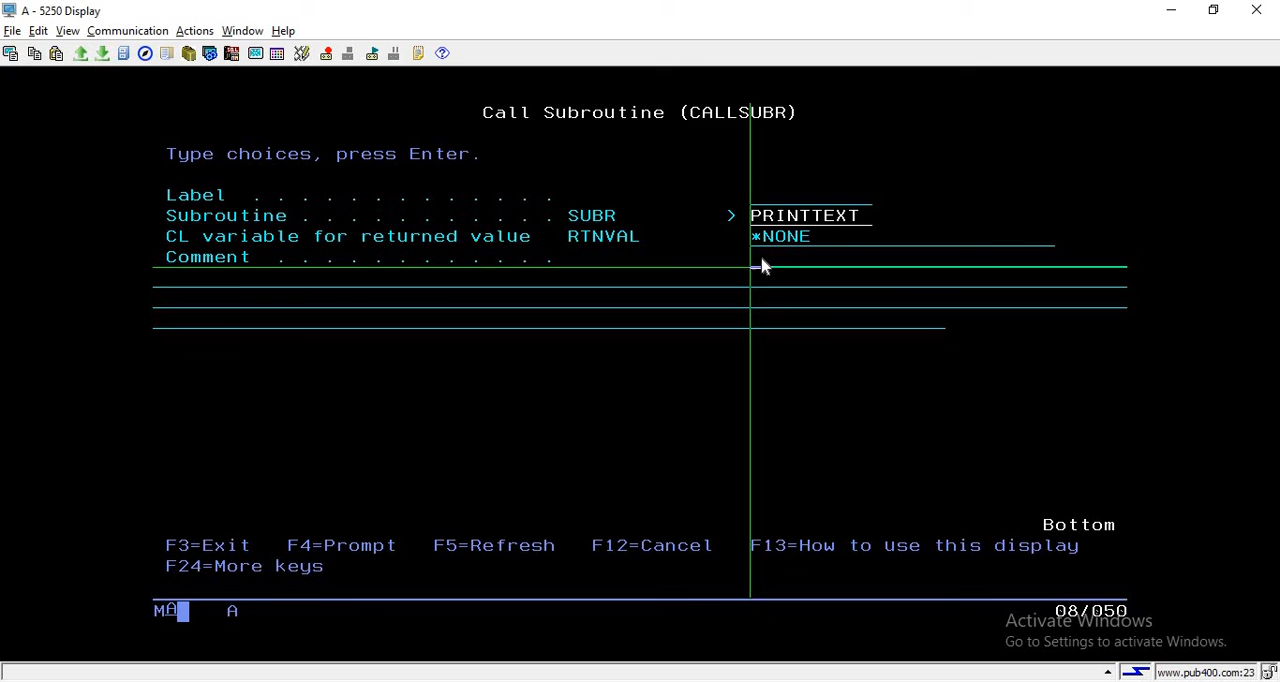 A - 5250 Display
File Edit View Communication Actions Window Help
Call Subroutine (CALLSUBR)
Type choices, press Enter.
Label . . . . . . . . . . . . .
Subroutine . . . . . . . . . . . SUBR > PRINTTEXT
CL variable for returned value RTNVAL *NONE
Comment . . . . . . . . . . . .
Bottom
F3=Exit F4=Prompt F5=Refresh F12=Cancel F13=How to use this display
F24=More keys
MA A 08/050
Activate Windows
Go to Settings to activate Windows.
www.pub400.com:23